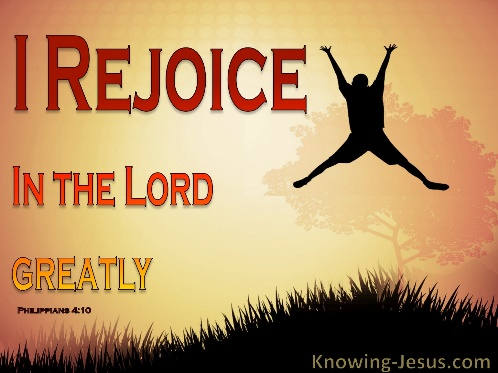 I Rejoice
In the Lord
greatly
Philippians 4:10
Knowing-Jesus.com